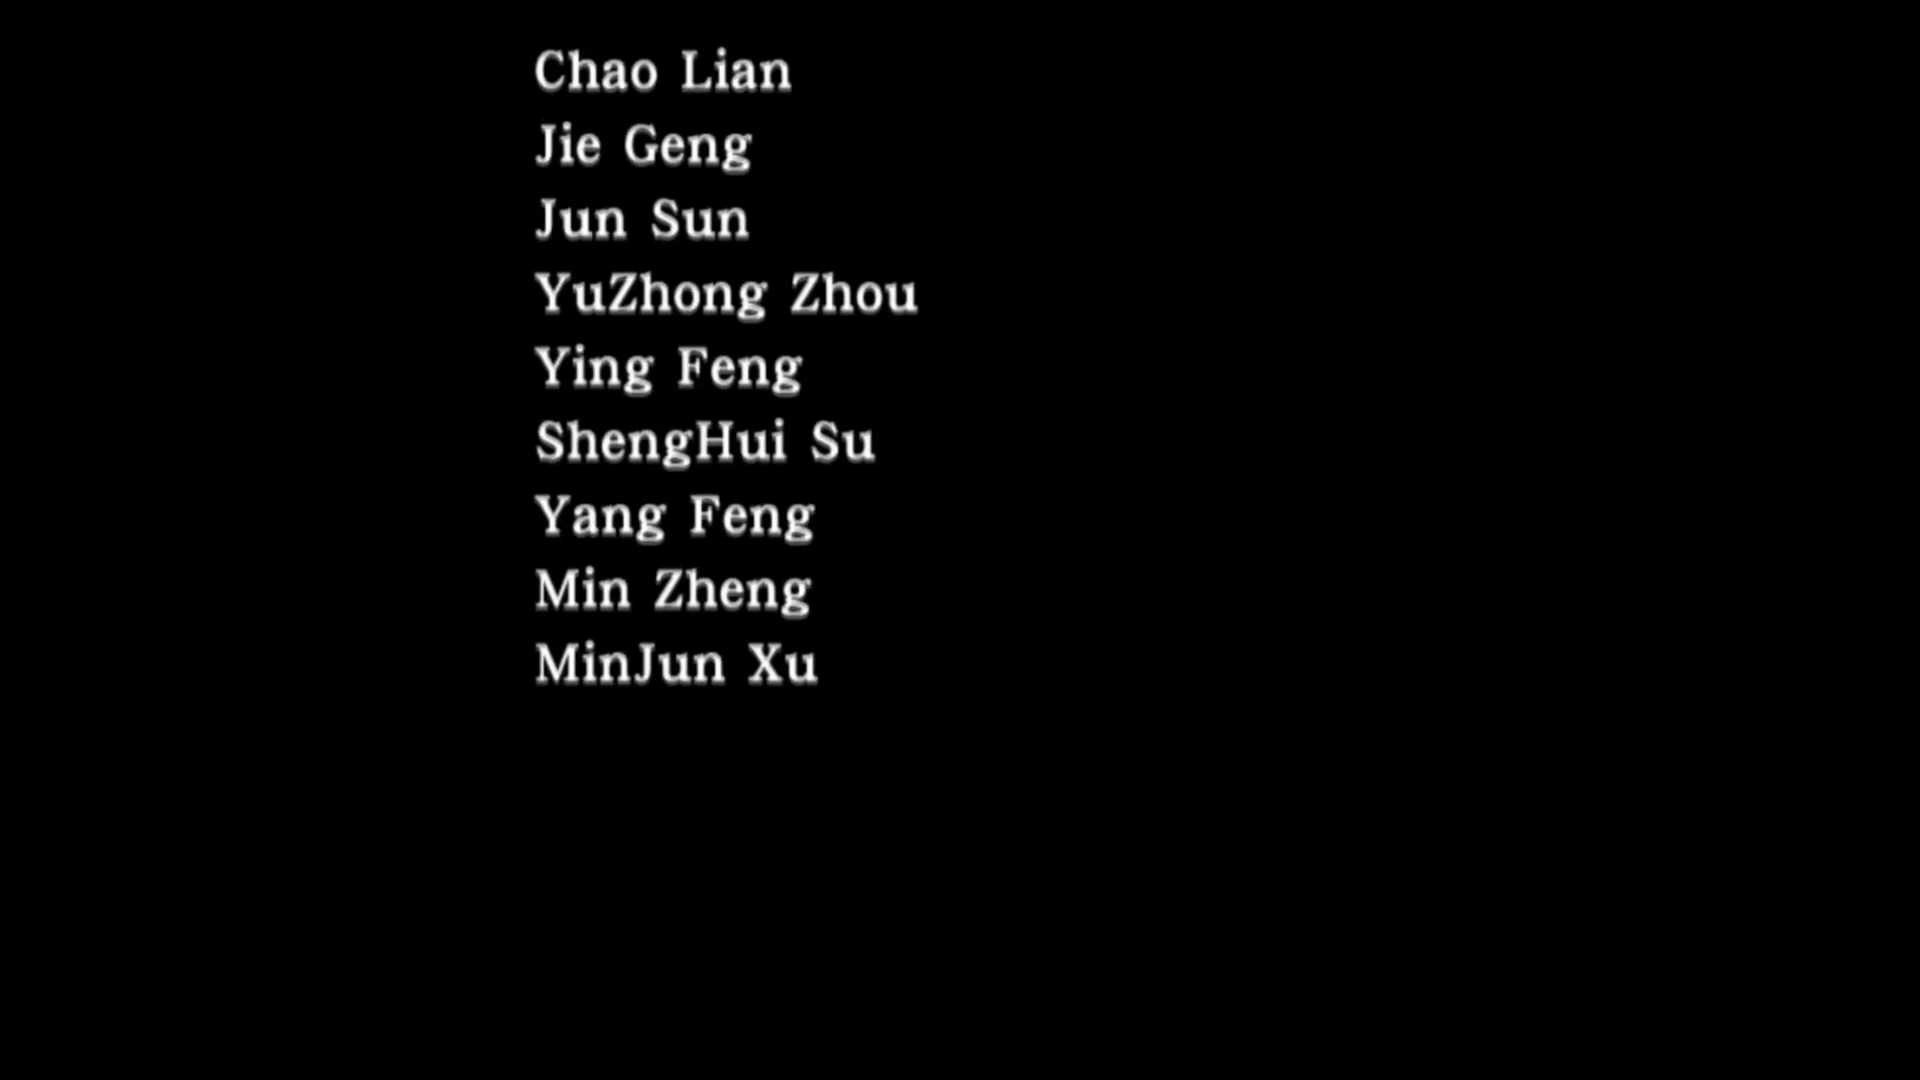 Chao Lian
Jie Geng
Jun Sun
YuZhong Zhou
Ying Feng
ShengHui Su
Yang Feng
Min Zheng
MinJun Xu